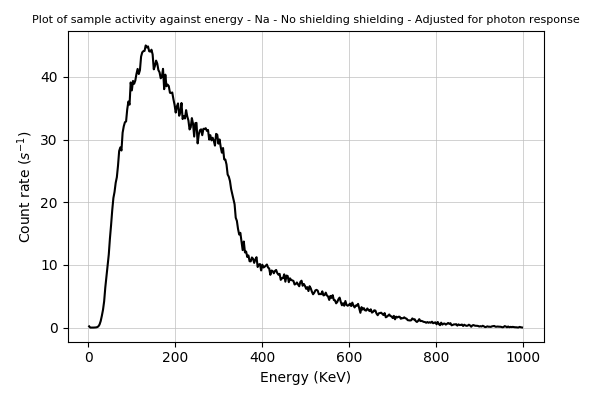 Plot of sample activity against energy - Na - No shielding shielding - Adjusted for photon response
40
30
20
10
0
Count rate (s⁻¹)
0 200 400 600 800 1000
Energy (KeV)